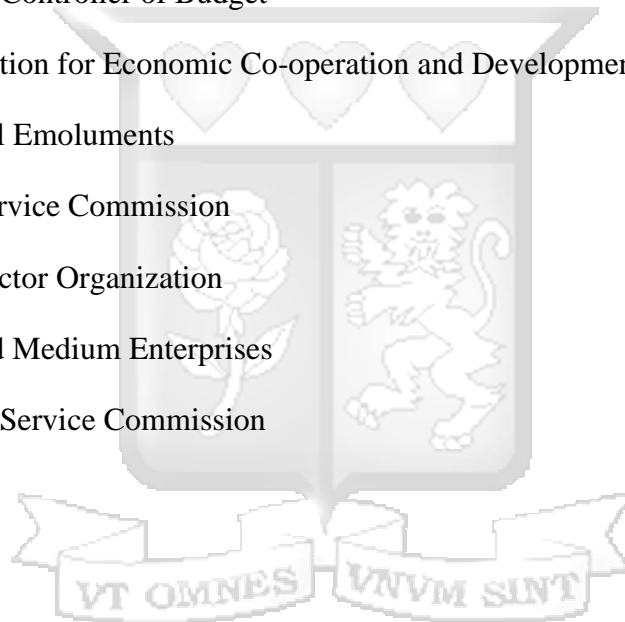 Controller of Budget
tion for Economic Co-operation and Developmen
l Emoluments
rvice Commission
ctor Organization
d Medium Enterprises
Service Commission
VT OMNES VNVM SINT